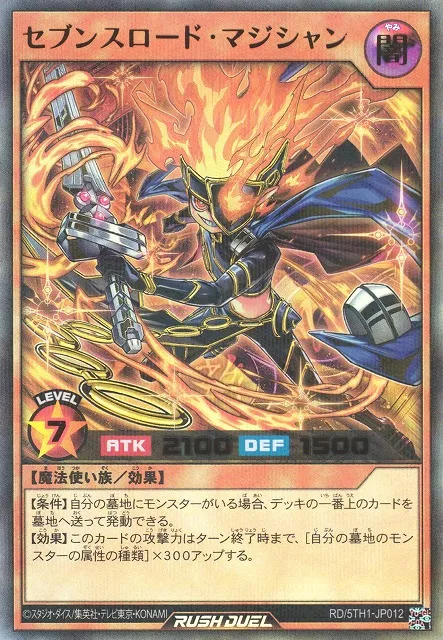 セブンスロード・マジシャン
やみ
闇
LEVEL
7
ATK 2100 DEF 1500
【魔法使い族／効果】
【条件】自分の墓地にモンスターがいる場合、デッキの一番上のカードを
墓地へ送って発動できる。
【効果】このカードの攻撃力はターン終了時まで、[自分の墓地のモン
スターの属性の種類]×300アップする。
©スタジオ・ダイス/集英社・テレビ東京・KONAMI
RUSH DUEL
RD/5TH1-JP012